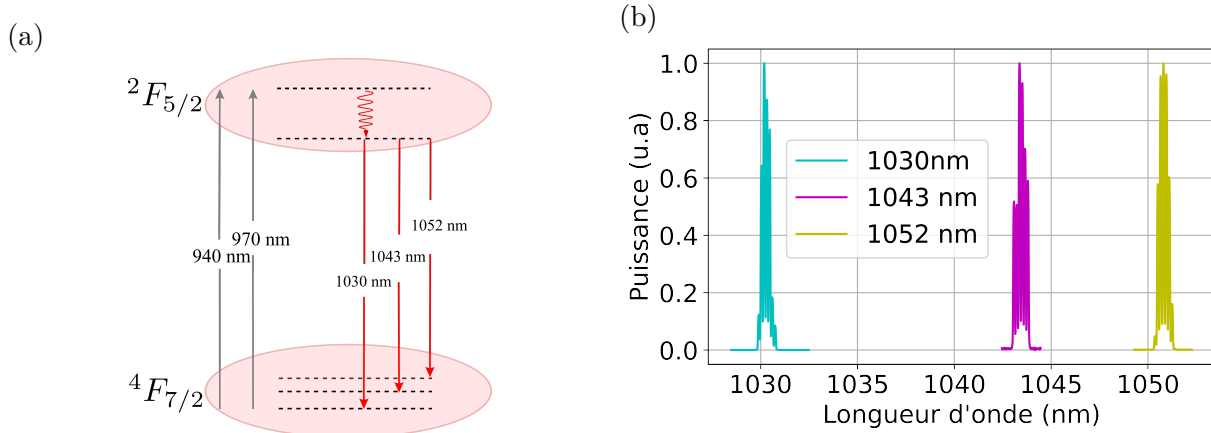 (a)
²F₅/₂
940 nm
970 nm
1030 nm
1043 nm
1052 nm
⁴F₇/₂
(b)
Puissance (u.a)
1.0
0.8
0.6
0.4
0.2
0.0
1030nm
1043 nm
1052 nm
1030
1035
1040
1045
1050
Longueur d'onde (nm)